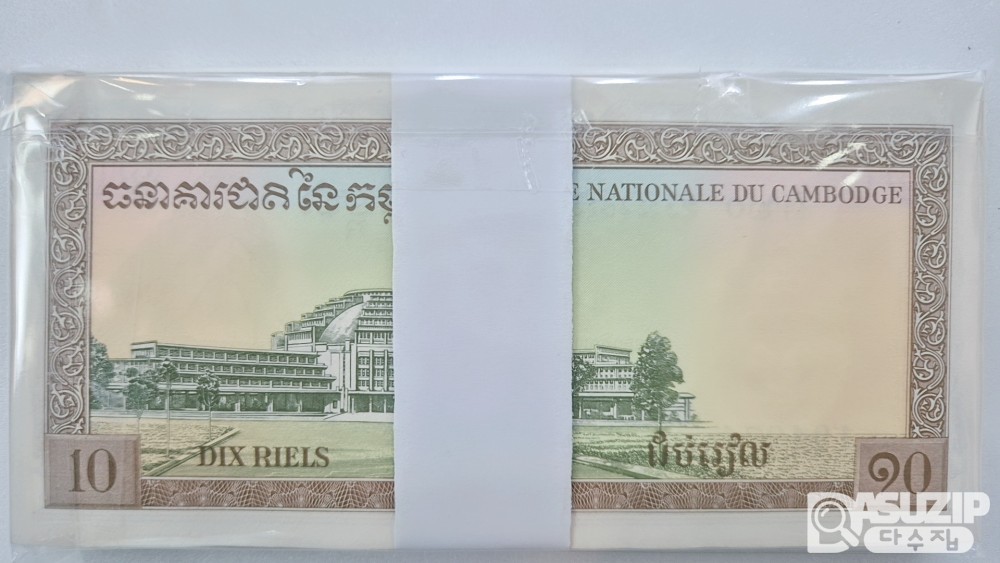 ធនាគារជាតិនៃកម្ព
E NATIONALE DU CAMBODGE
10
DIX RIELS
ដប់រៀល
១០
DASUZIP
다수집